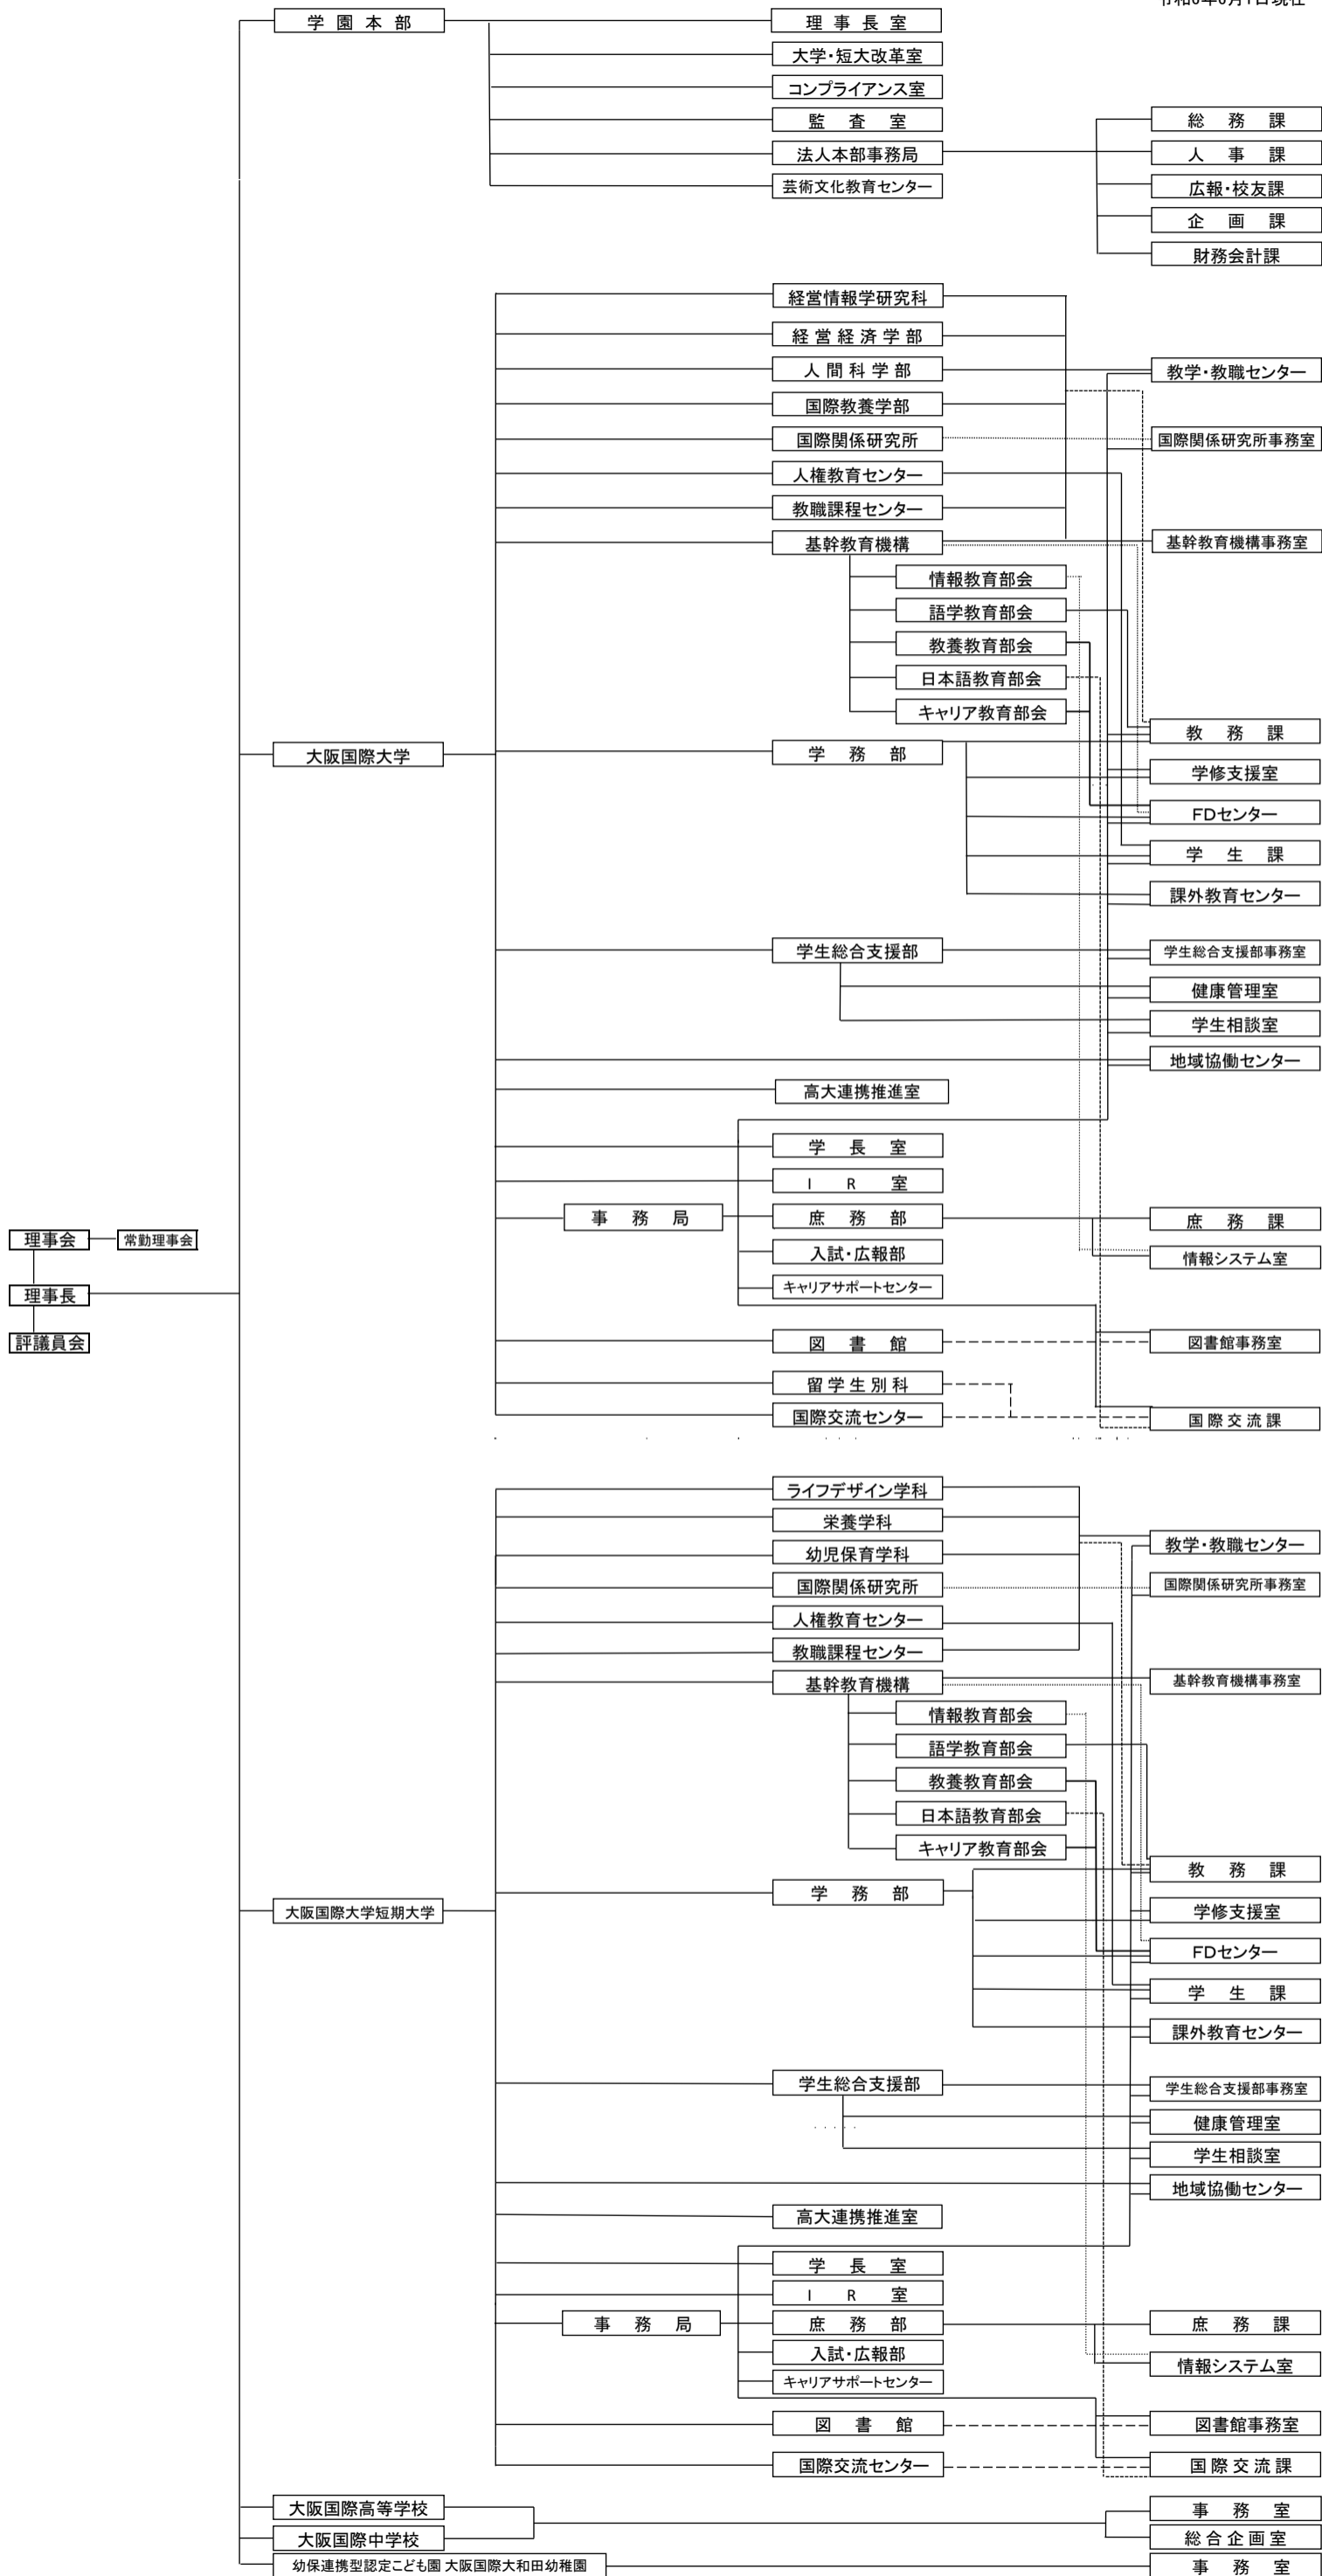 学園本部
理事長室
大学・短大改革室
コンプライアンス室
監査室
法人本部事務局
芸術文化教育センター
総務課
人事課
広報・校友課
企画課
財務会計課
経営情報学研究科
経営経済学部
人間科学部
教学・教職センター
国際教養学部
国際関係研究所
国際関係研究所事務室
人権教育センター
教職課程センター
基幹教育機構
基幹教育機構事務室
情報教育部会
語学教育部会
教養教育部会
日本語教育部会
キャリア教育部会
大阪国際大学
学務部
教務課
学修支援室
FDセンター
学生課
課外教育センター
学生総合支援部
学生総合支援部事務室
健康管理室
学生相談室
地域協働センター
高大連携推進室
学長室
IR室
事務局
庶務部
庶務課
入試・広報部
情報システム室
キャリアサポートセンター
理事会
常勤理事会
理事長
評議員会
図書館
図書館事務室
留学生別科
国際交流センター
国際交流課
ライフデザイン学科
栄養学科
幼児保育学科
教学・教職センター
国際関係研究所
国際関係研究所事務室
人権教育センター
教職課程センター
基幹教育機構
基幹教育機構事務室
情報教育部会
語学教育部会
教養教育部会
日本語教育部会
キャリア教育部会
大阪国際大学短期大学
学務部
教務課
学修支援室
FDセンター
学生課
課外教育センター
学生総合支援部
学生総合支援部事務室
健康管理室
学生相談室
地域協働センター
高大連携推進室
学長室
IR室
事務局
庶務部
庶務課
入試・広報部
情報システム室
キャリアサポートセンター
図書館
図書館事務室
国際交流センター
国際交流課
大阪国際高等学校
事務室
大阪国際中学校
総合企画室
幼保連携型認定こども園 大阪国際大和田幼稚園
事務室